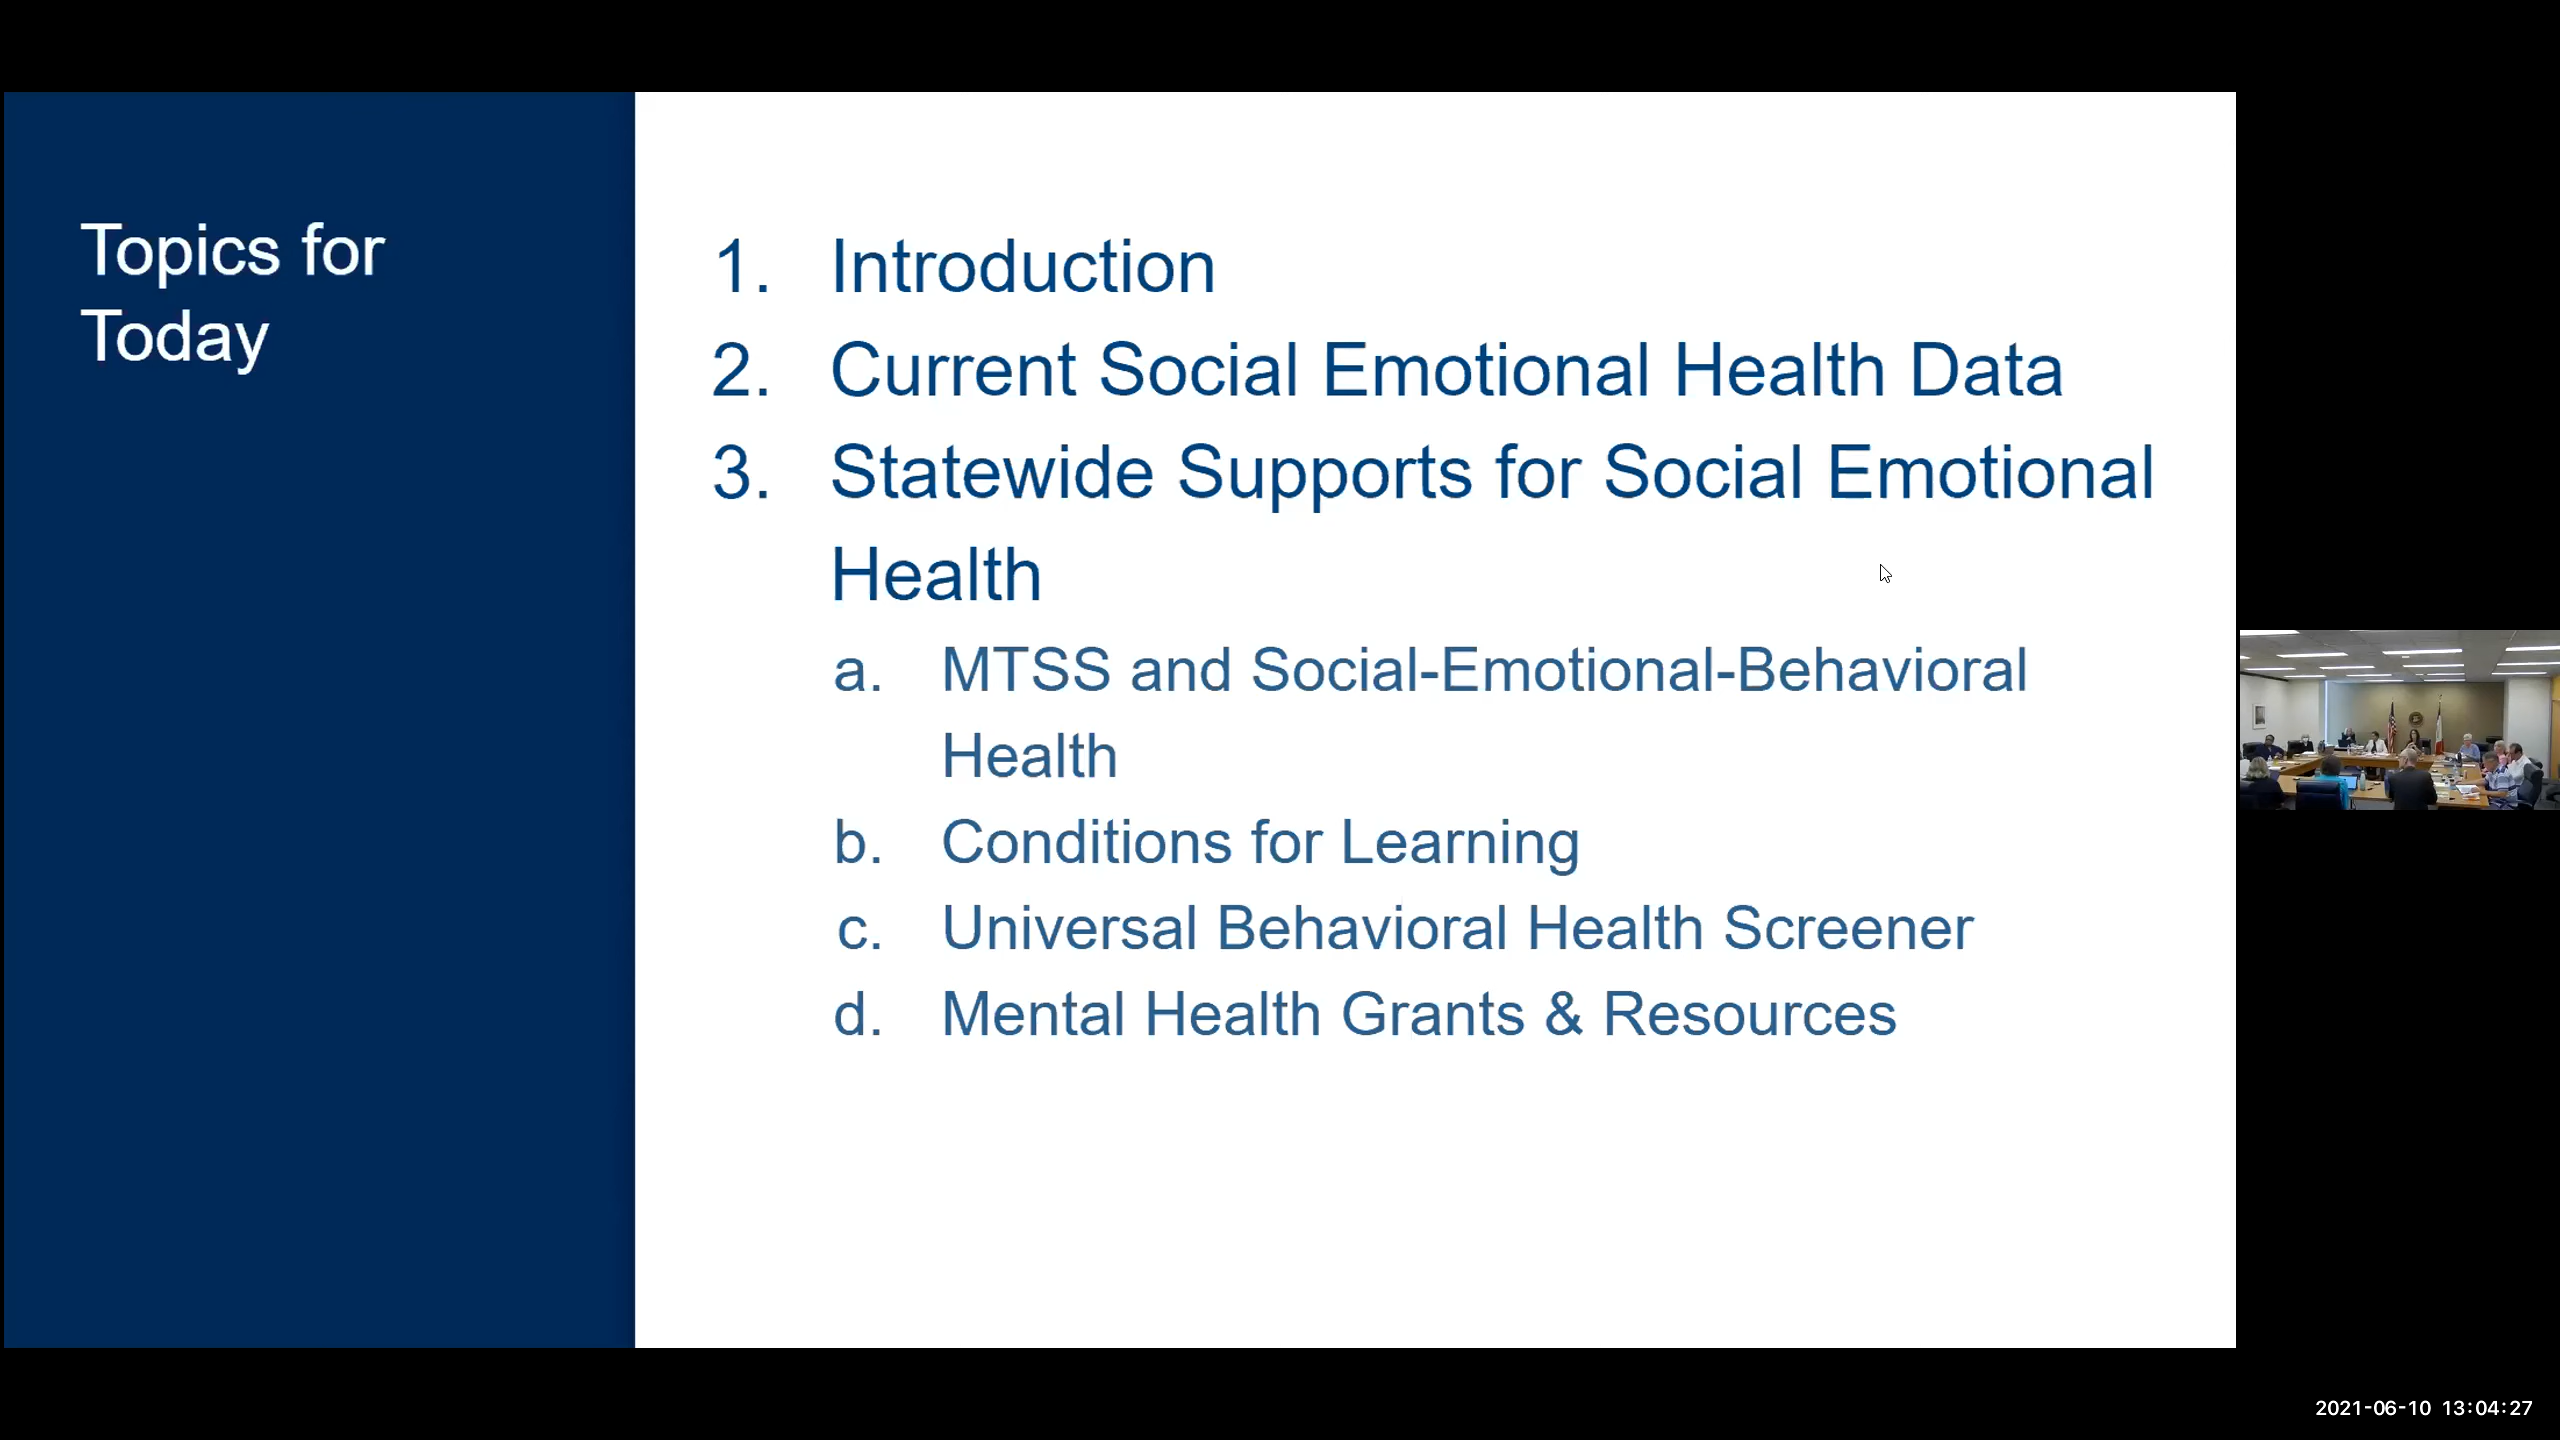 Topics for
Today
1. Introduction
2. Current Social Emotional Health Data
3. Statewide Supports for Social Emotional
Health
a. MTSS and Social-Emotional-Behavioral
Health
b. Conditions for Learning
c. Universal Behavioral Health Screener
d. Mental Health Grants & Resources
2021-06-10 13:04:27